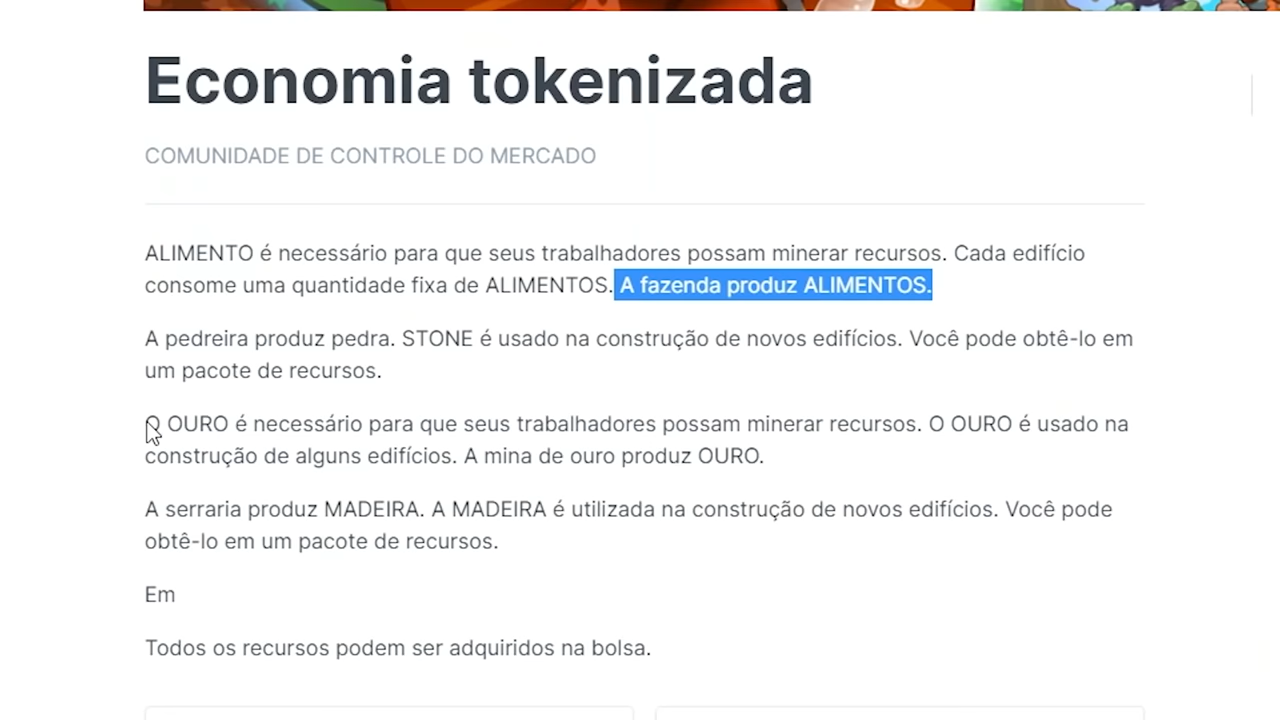 Economia tokenizada
COMUNIDADE DE CONTROLE DO MERCADO
ALIMENTO é necessário para que seus trabalhadores possam minerar recursos. Cada edifício
consome uma quantidade fixa de ALIMENTOS. A fazenda produz ALIMENTOS.
A pedreira produz pedra. STONE é usado na construção de novos edifícios. Você pode obtê-lo em
um pacote de recursos.
O OURO é necessário para que seus trabalhadores possam minerar recursos. O OURO é usado na
construção de alguns edifícios. A mina de ouro produz OURO.
A serraria produz MADEIRA. A MADEIRA é utilizada na construção de novos edifícios. Você pode
obtê-lo em um pacote de recursos.
Em
Todos os recursos podem ser adquiridos na bolsa.